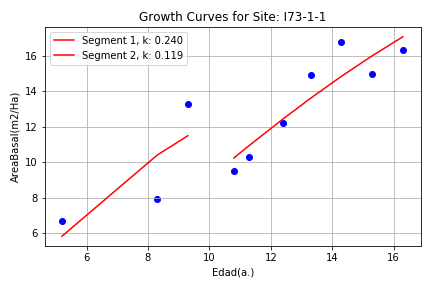 Growth Curves for Site: I73-1-1
Segment 1, k: 0.240
Segment 2, k: 0.119
AreaBasal(m2/Ha)
16
14
12
10
8
6
6 8 10 12 14 16
Edad(a.)